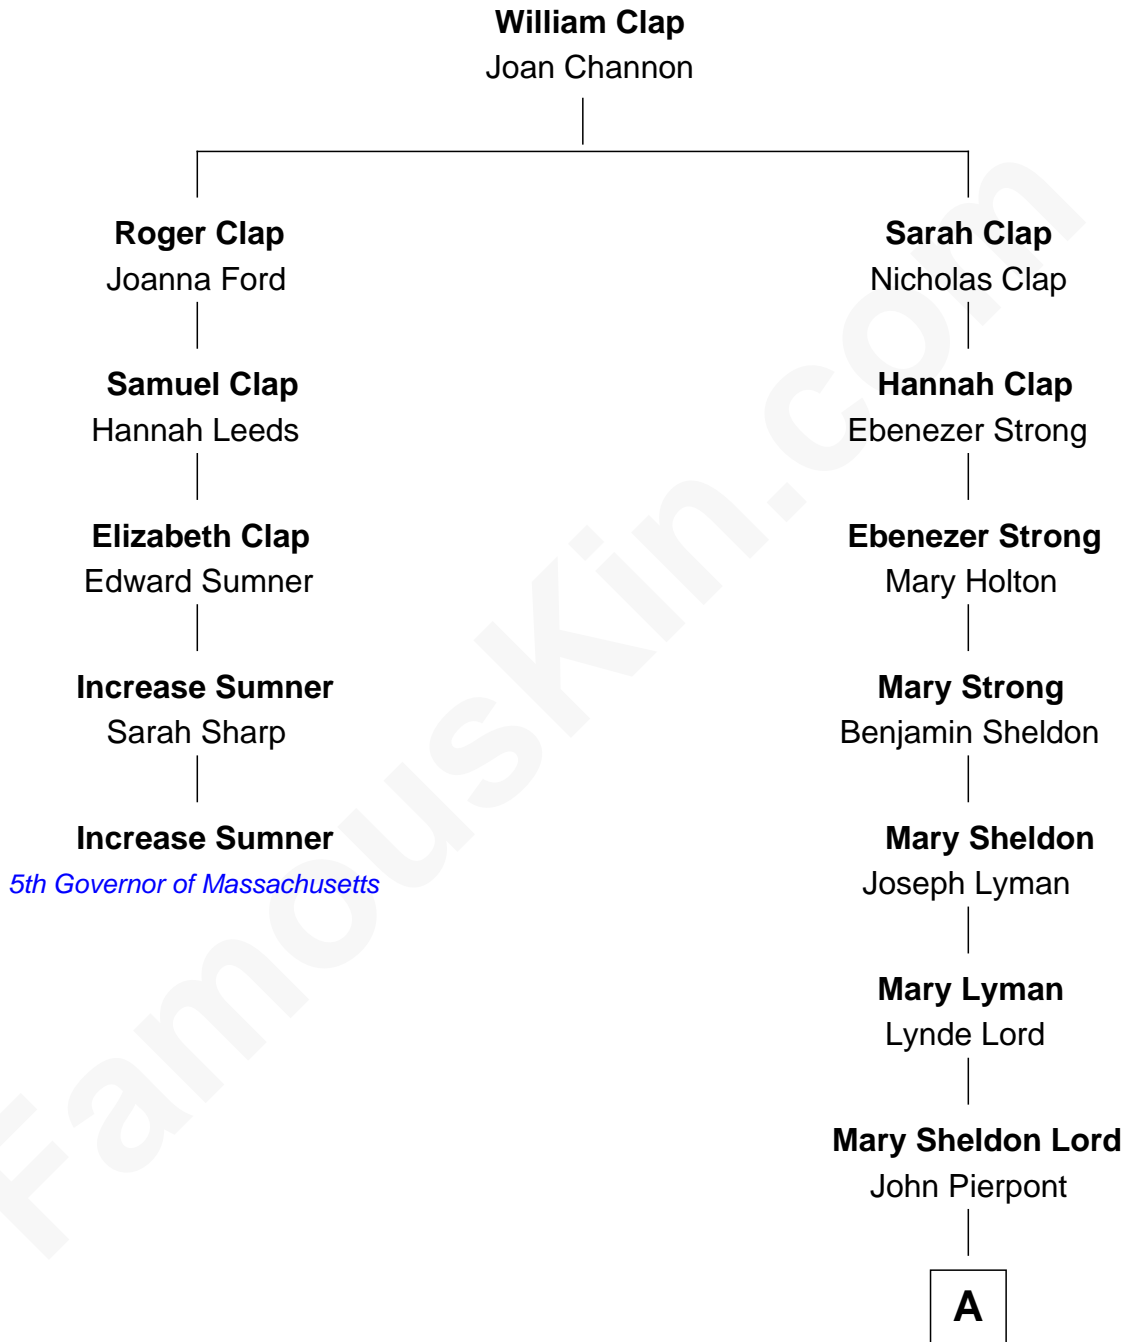 William Clap
Joan Channon
Roger Clap
Joanna Ford
Sarah Clap
Nicholas Clap
Samuel Clap
Hannah Leeds
Hannah Clap
Ebenezer Strong
Elizabeth Clap
Edward Sumner
Ebenezer Strong
Mary Holton
Increase Sumner
Sarah Sharp
Mary Strong
Benjamin Sheldon
Increase Sumner
5th Governor of Massachusetts
Mary Sheldon
Joseph Lyman
Mary Lyman
Lynde Lord
Mary Sheldon Lord
John Pierpont
A
FamousKin.com